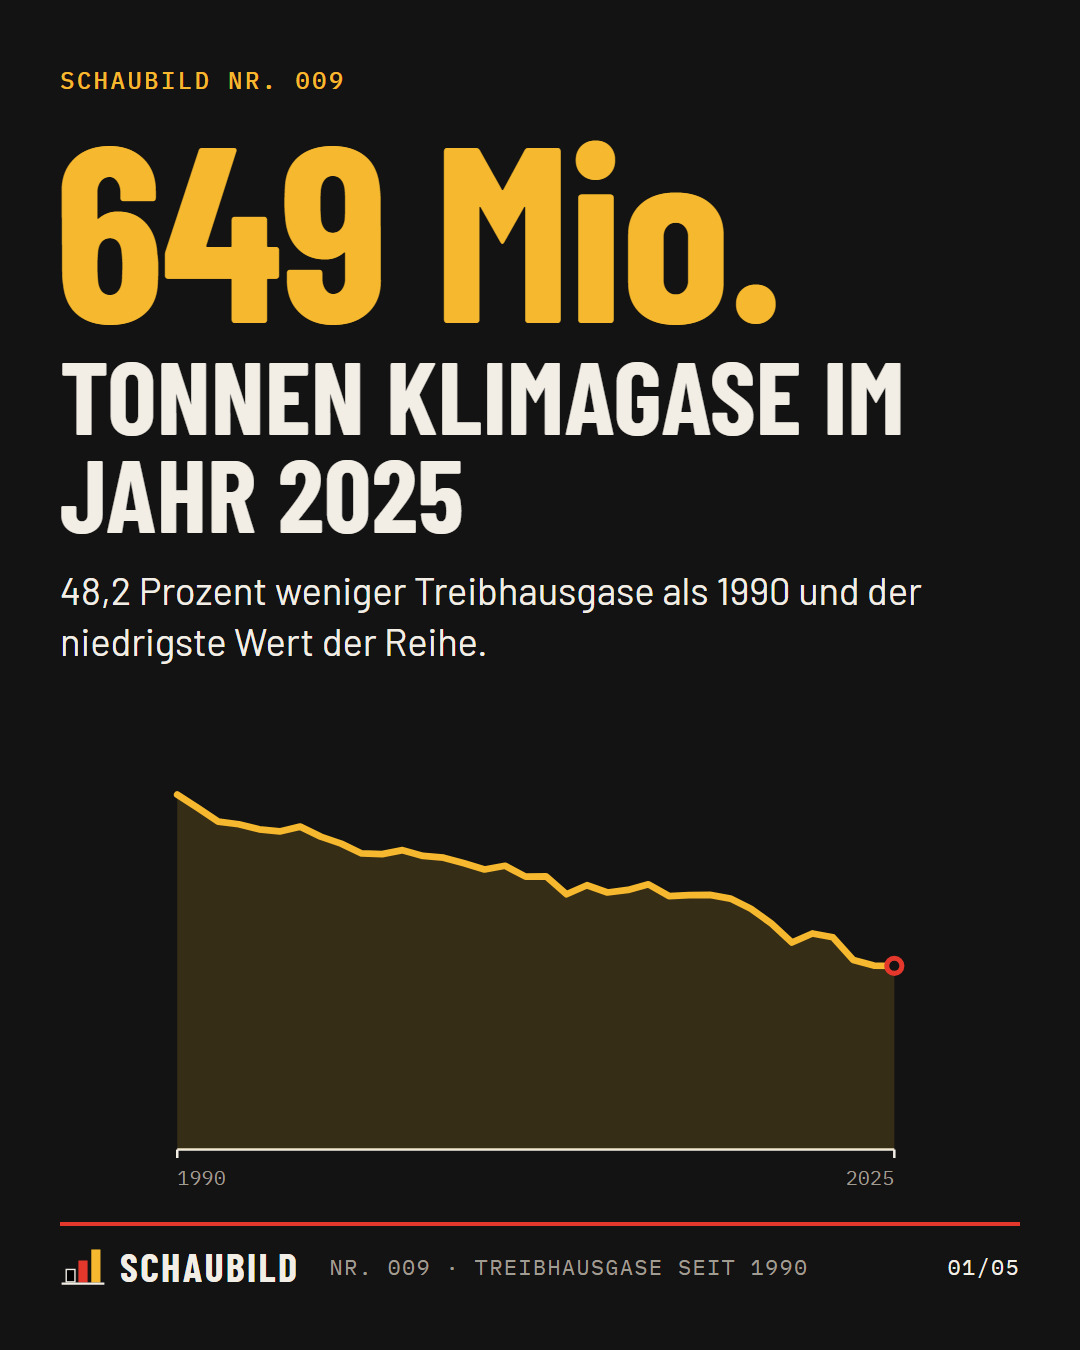 SCHAUBILD NR. 009
649 Mio.
TONNEN KLIMAGASE IM
JAHR 2025
48,2 Prozent weniger Treibhausgase als 1990 und der
niedrigste Wert der Reihe.
1990 2025
SCHAUBILD NR. 009 · TREIBHAUSGASE SEIT 1990 01/05